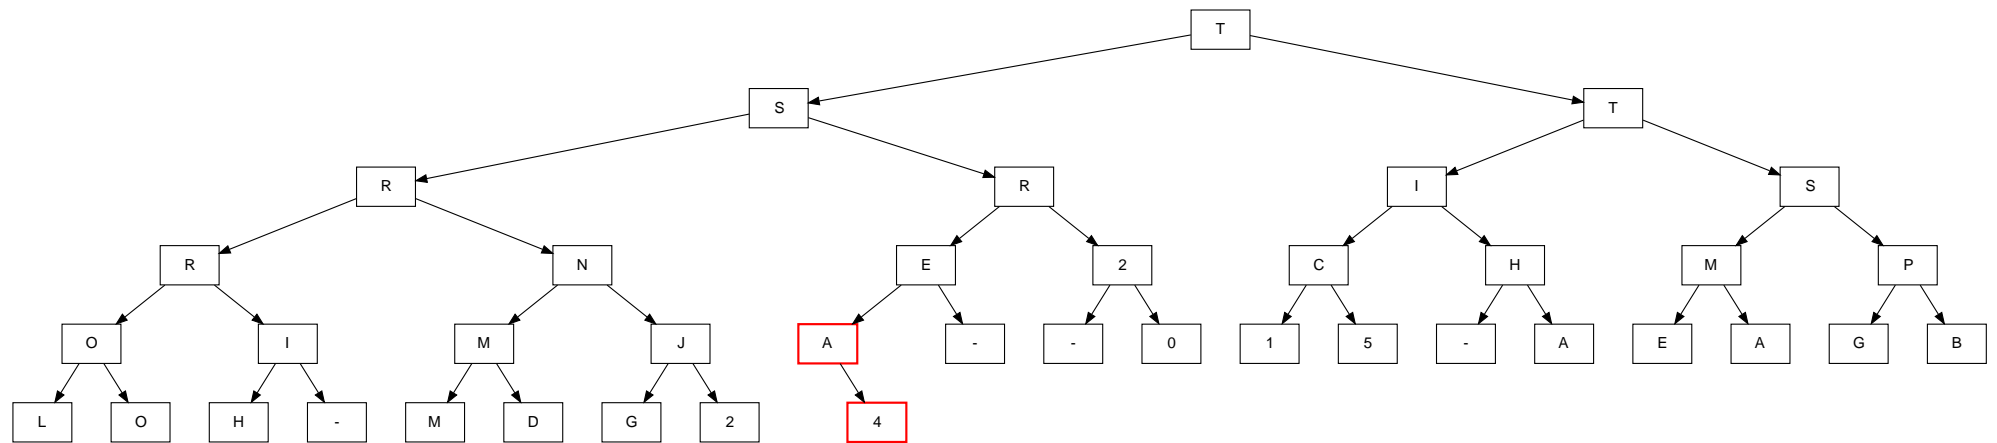 T
S T
R R I S
R N E 2 C H M P
O I M J A - - 0 1 5 - A E A G B
L O H - M D G 2 4